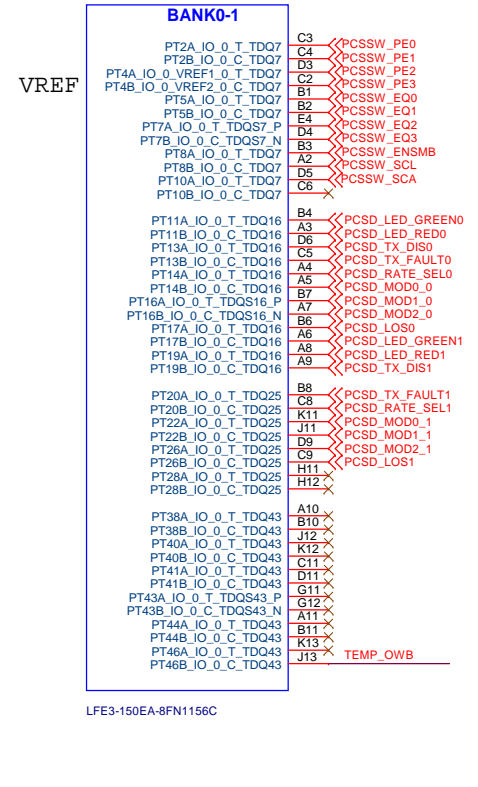 BANK0-1
VREF
PT2A_IO_0_T_TDQ7 C3 PCSSW_PE0
PT2B_IO_0_C_TDQ7 C4 PCSSW_PE1
PT4A_IO_0_VREF1_0_T_TDQ7 D3 PCSSW_PE2
PT4B_IO_0_VREF2_0_C_TDQ7 C2 PCSSW_PE3
PT5A_IO_0_T_TDQ7 B1 PCSSW_EQ0
PT5B_IO_0_C_TDQ7 B2 PCSSW_EQ1
PT7A_IO_0_T_TDQS7_P E4 PCSSW_EQ2
PT7B_IO_0_C_TDQS7_N D4 PCSSW_EQ3
PT8A_IO_0_T_TDQ7 B3 PCSSW_ENSMB
PT8B_IO_0_C_TDQ7 A2 PCSSW_SCL
PT10A_IO_0_T_TDQ7 D5 PCSSW_SCA
PT10B_IO_0_C_TDQ7 C6
PT11A_IO_0_T_TDQ16 B4 PCSD_LED_GREEN0
PT11B_IO_0_C_TDQ16 A3 PCSD_LED_RED0
PT13A_IO_0_T_TDQ16 D6 PCSD_TX_DIS0
PT13B_IO_0_C_TDQ16 C5 PCSD_TX_FAULT0
PT14A_IO_0_T_TDQ16 A4 PCSD_RATE_SEL0
PT14B_IO_0_C_TDQ16 A5 PCSD_MOD0_0
PT16A_IO_0_T_TDQS16_P B7 PCSD_MOD1_0
PT16B_IO_0_C_TDQS16_N A7 PCSD_MOD2_0
PT17A_IO_0_T_TDQ16 B6 PCSD_LOS0
PT17B_IO_0_C_TDQ16 A6 PCSD_LED_GREEN1
PT19A_IO_0_T_TDQ16 A8 PCSD_LED_RED1
PT19B_IO_0_C_TDQ16 A9 PCSD_TX_DIS1
PT20A_IO_0_T_TDQ25 B8 PCSD_TX_FAULT1
PT20B_IO_0_C_TDQ25 C8 PCSD_RATE_SEL1
PT22A_IO_0_T_TDQ25 K11 PCSD_MOD0_1
PT22B_IO_0_C_TDQ25 J11 PCSD_MOD1_1
PT26A_IO_0_T_TDQ25 D9 PCSD_MOD2_1
PT26B_IO_0_C_TDQ25 C9 PCSD_LOS1
PT28A_IO_0_T_TDQ25 H11
PT28B_IO_0_C_TDQ25 H12
PT38A_IO_0_T_TDQ43 A10
PT38B_IO_0_C_TDQ43 B10
PT40A_IO_0_T_TDQ43 J12
PT40B_IO_0_C_TDQ43 K12
PT41A_IO_0_T_TDQ43 C11
PT41B_IO_0_C_TDQ43 D11
PT43A_IO_0_T_TDQS43_P G11
PT43B_IO_0_C_TDQS43_N G12
PT44A_IO_0_T_TDQ43 A11
PT44B_IO_0_C_TDQ43 B11
PT46A_IO_0_T_TDQ43 K13
PT46B_IO_0_C_TDQ43 J13 TEMP_OWB
LFE3-150EA-8FN1156C